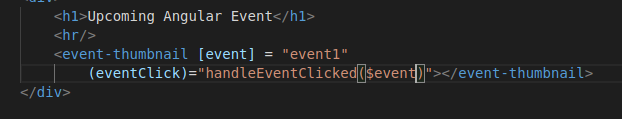 <h1>Upcoming Angular Event</h1>
<hr/>
<event-thumbnail [event] = "event1"
(eventClick)="handleEventClicked($event)"></event-thumbnail>
</div>